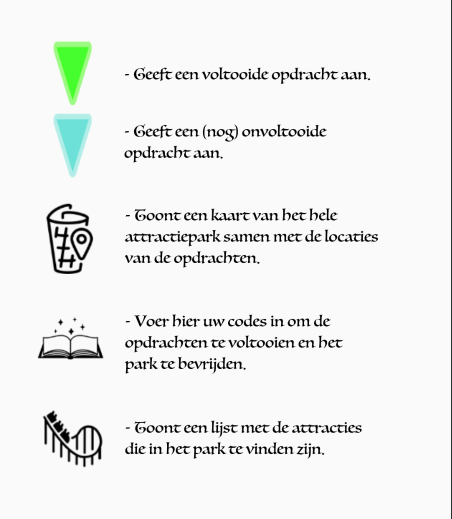 - Geeft een voltooide opdracht aan.
- Geeft een (nog) onvoltooide
opdracht aan.
- Toont een kaart van het hele
attractiepark samen met de locaties
van de opdrachten.
- Voer hier uw codes in om de
opdrachten te voltooien en het
park te bevrijden.
- Toont een lijst met de attracties
die in het park te vinden zijn.